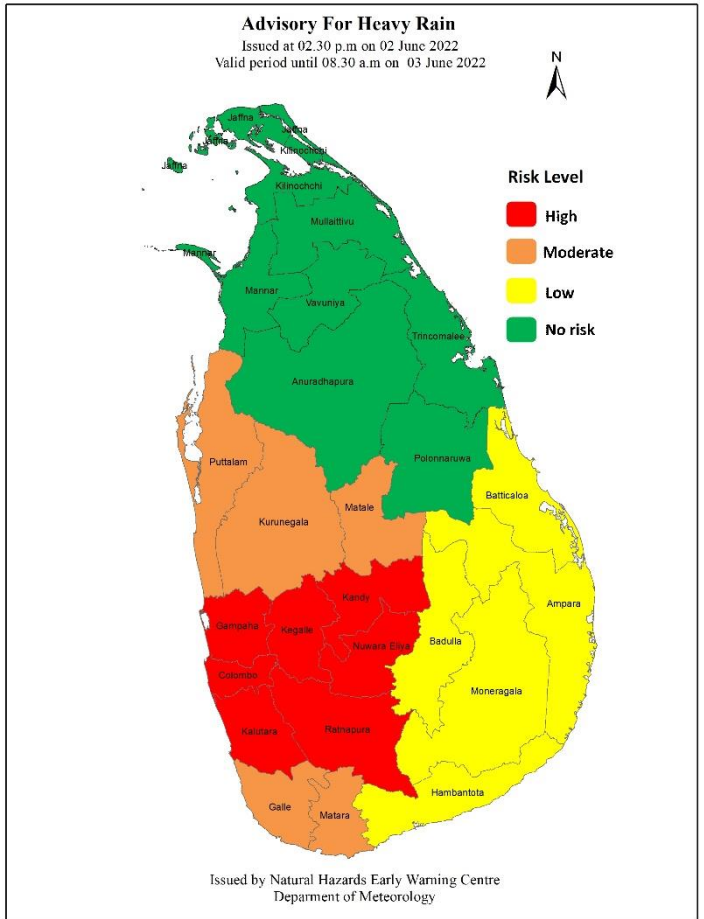 Advisory For Heavy Rain
Issued at 02.30 p.m on 02 June 2022
Valid period until 08.30 a.m on 03 June 2022
N
Jaffna
Jaffna
Jaffna
Kilinochchi
Jaffna
Kilinochchi
Mullaittivu
Mannar
Mannar
Vavuniya
Trincomalee
Anuradhapura
Polonnaruwa
Puttalam
Kurunegala
Matale
Batticaloa
Kandy
Ampara
Gampaha
Kegalle
Nuwara Eliya
Badulla
Colombo
Moneragala
Kalutara
Ratnapura
Hambantota
Galle
Matara
Risk Level
High
Moderate
Low
No risk
Issued by Natural Hazards Early Warning Centre
Deparment of Meteorology